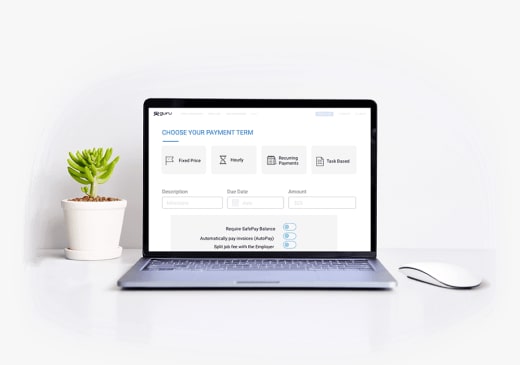 guru
CHOOSE YOUR PAYMENT TERM
Fixed Price
Hourly
Recurring
Payments
Task Based
Description
Due Date
Amount
Require SafePay Balance
Automatically pay invoices (AutoPay)
Split job fee with the Employer